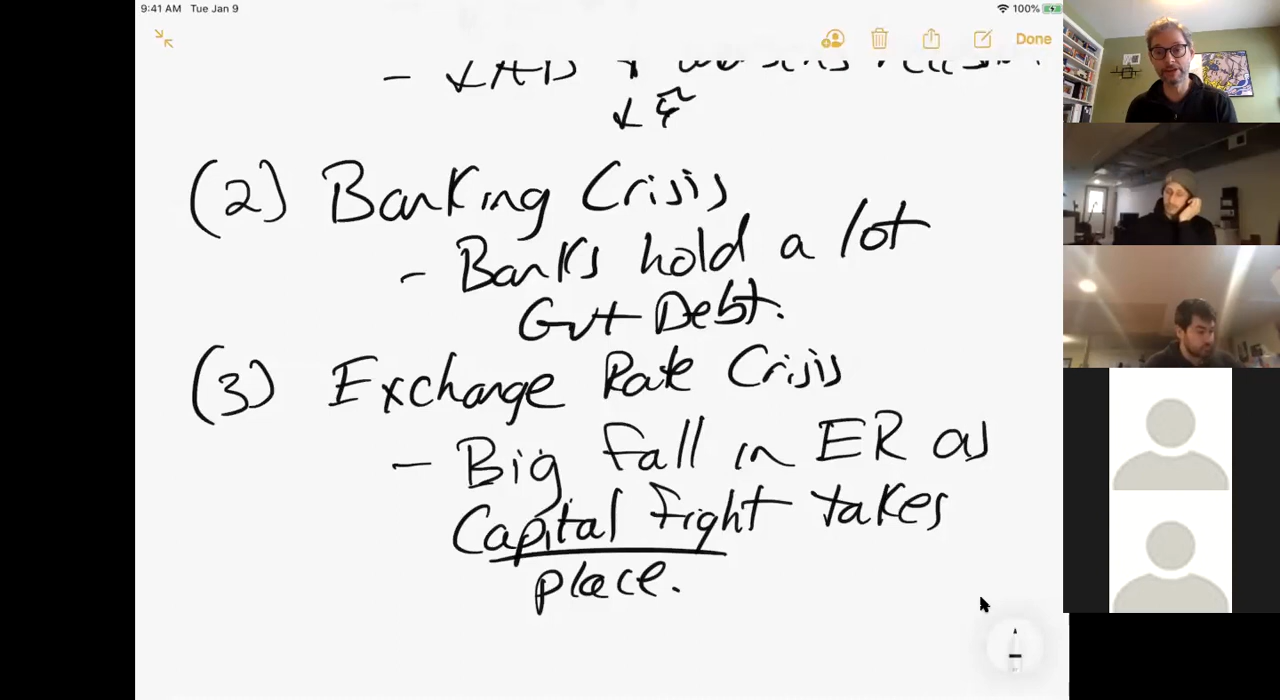 9:41 AM Tue Jan 9
100%
Done
(2) Banking Crisis
- Banks hold a lot
Gvt Debt.
(3) Exchange Rate Crisis
- Big fall in ER as
Capital flight takes
place.